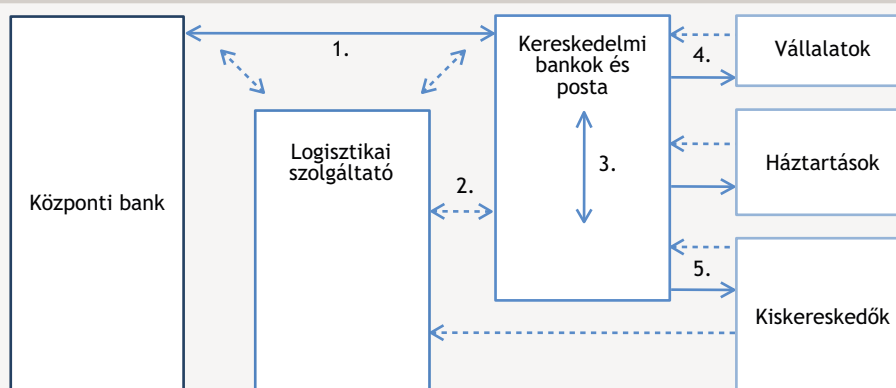 1.
Kereskedelmi
bankok és
posta
4.
Vállalatok
Logisztikai
szolgáltató
2.
3.
Háztartások
Központi bank
5.
Kiskereskedők